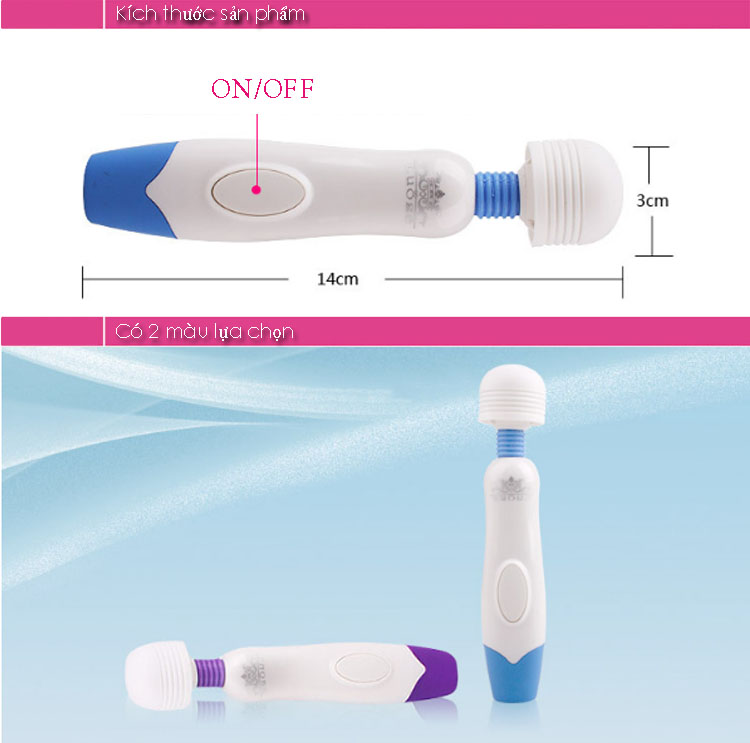 Kích thước sản phẩm
ON/OFF
3cm
14cm
Có 2 màu lựa chọn